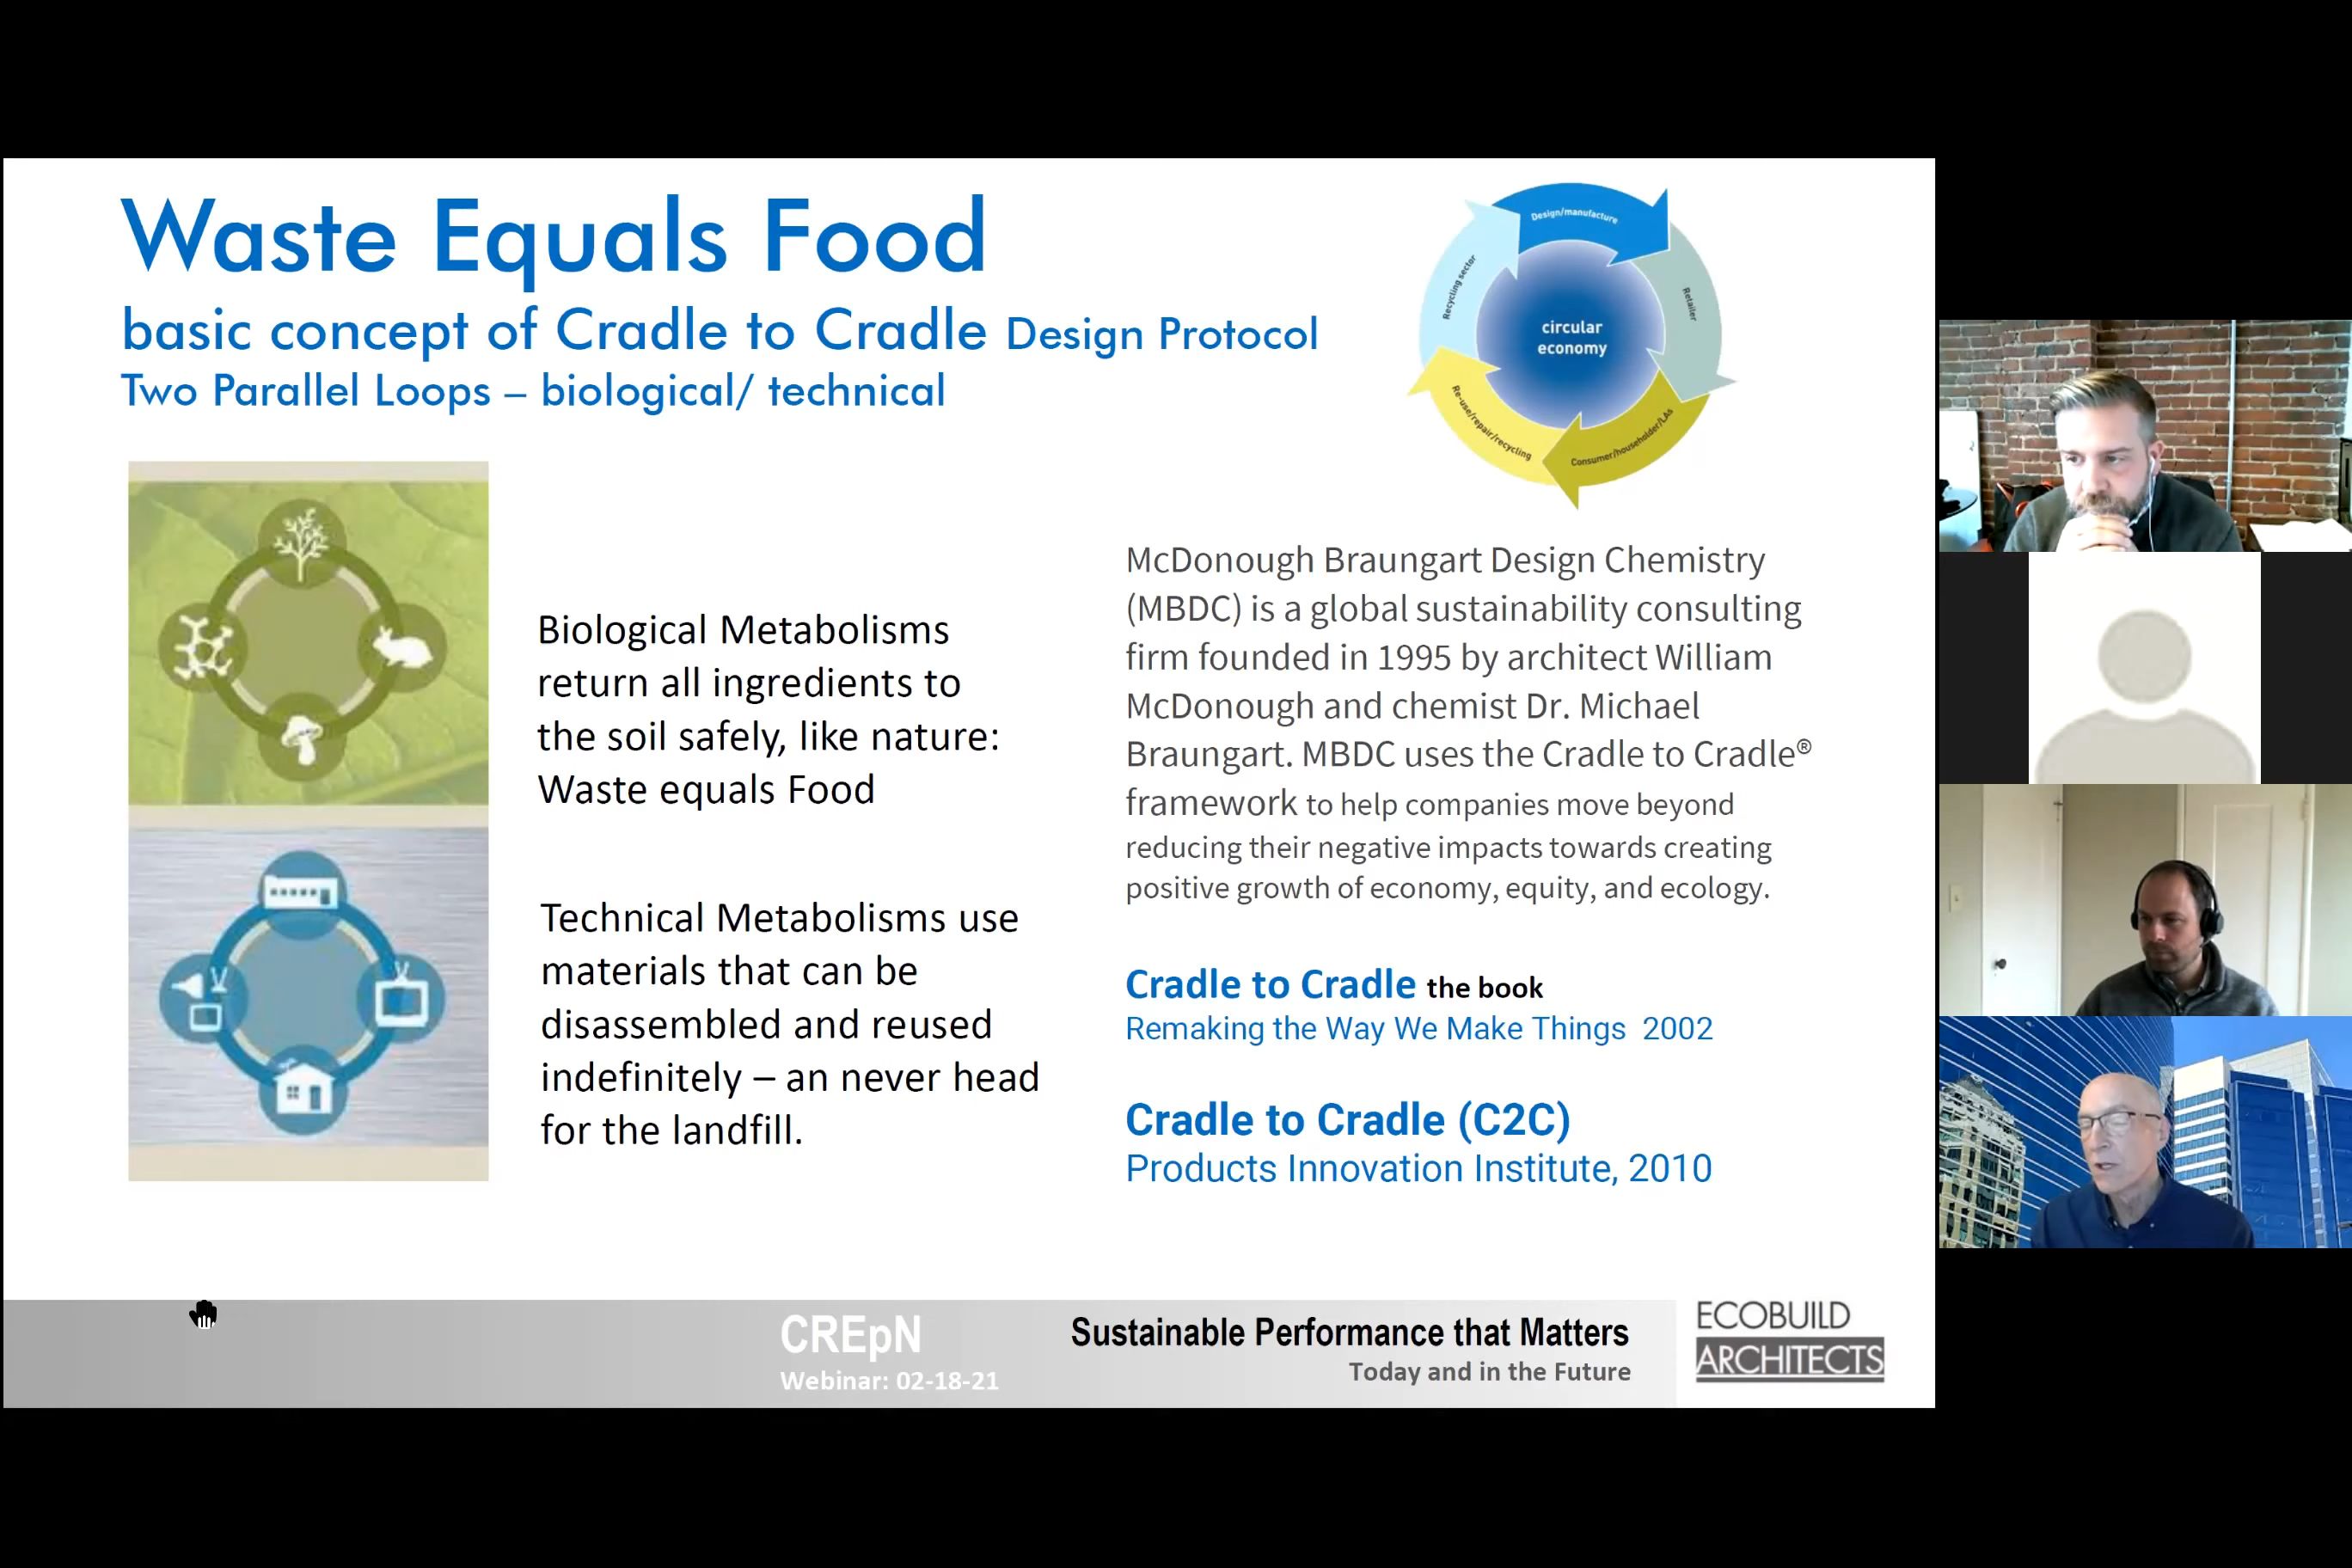 Waste Equals Food
basic concept of Cradle to Cradle Design Protocol
Two Parallel Loops – biological/ technical
Design/manufacture
Retailer
Consumer/householder/LAs
Re-use/repair/recycling
Recycling sector
circular
economy
Biological Metabolisms
return all ingredients to
the soil safely, like nature:
Waste equals Food
Technical Metabolisms use
materials that can be
disassembled and reused
indefinitely – an never head
for the landfill.
McDonough Braungart Design Chemistry
(MBDC) is a global sustainability consulting
firm founded in 1995 by architect William
McDonough and chemist Dr. Michael
Braungart. MBDC uses the Cradle to Cradle®
framework to help companies move beyond
reducing their negative impacts towards creating
positive growth of economy, equity, and ecology.
Cradle to Cradle the book
Remaking the Way We Make Things 2002
Cradle to Cradle (C2C)
Products Innovation Institute, 2010
CREpN
Webinar: 02-18-21
Sustainable Performance that Matters
Today and in the Future
ECOBUILD
ARCHITECTS